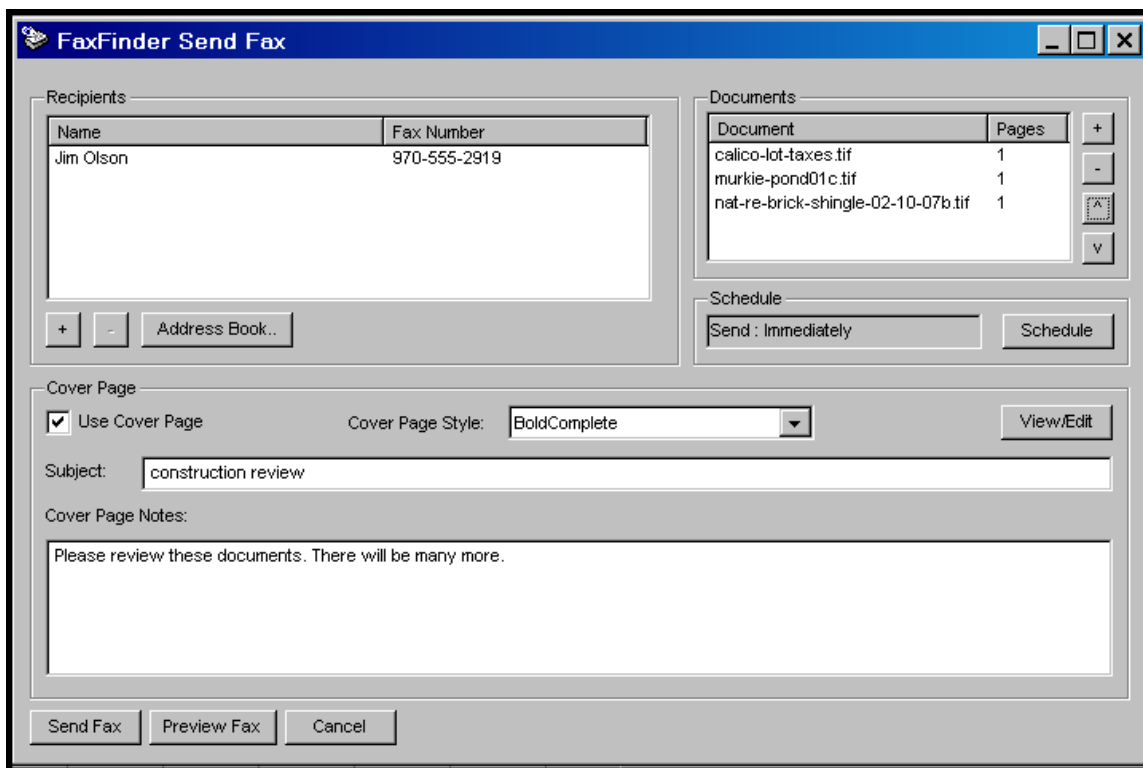 FaxFinder Send Fax
Recipients
Name Fax Number
Jim Olson 970-555-2919
+ - Address Book..
Documents
Document Pages
calico-lot-taxes.tif 1
murkie-pond01c.tif 1
nat-re-brick-shingle-02-10-07b.tif 1
+
-
^
v
Schedule
Send : Immediately Schedule
Cover Page
Use Cover Page Cover Page Style: BoldComplete View/Edit
Subject: construction review
Cover Page Notes:
Please review these documents. There will be many more.
Send Fax Preview Fax Cancel